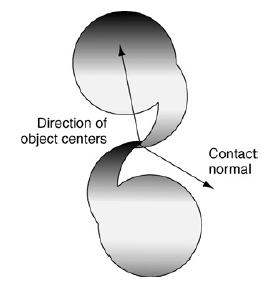 Direction of
object centers
Contact
normal